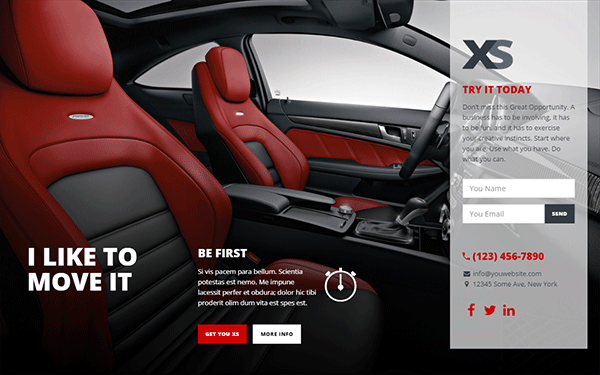 I LIKE TO
MOVE IT
BE FIRST
Si vis pacem para bellum. Scientia
potestas est nemo. Me impune
lacessit perfer et obdura; dolor hic tibi
proderit olim dum vita est spes est.
GET YOU XS
MORE INFO
XS
TRY IT TODAY
Don't miss this Great Opportunity. A
business has to be involving, it has
to be fun, and it has to exercise
your creative instincts. Start where
you are. Use what you have. Do
what you can.
You Name
You Email
SEND
(123) 456-7890
info@youwebsite.com
12345 Some Ave, New York